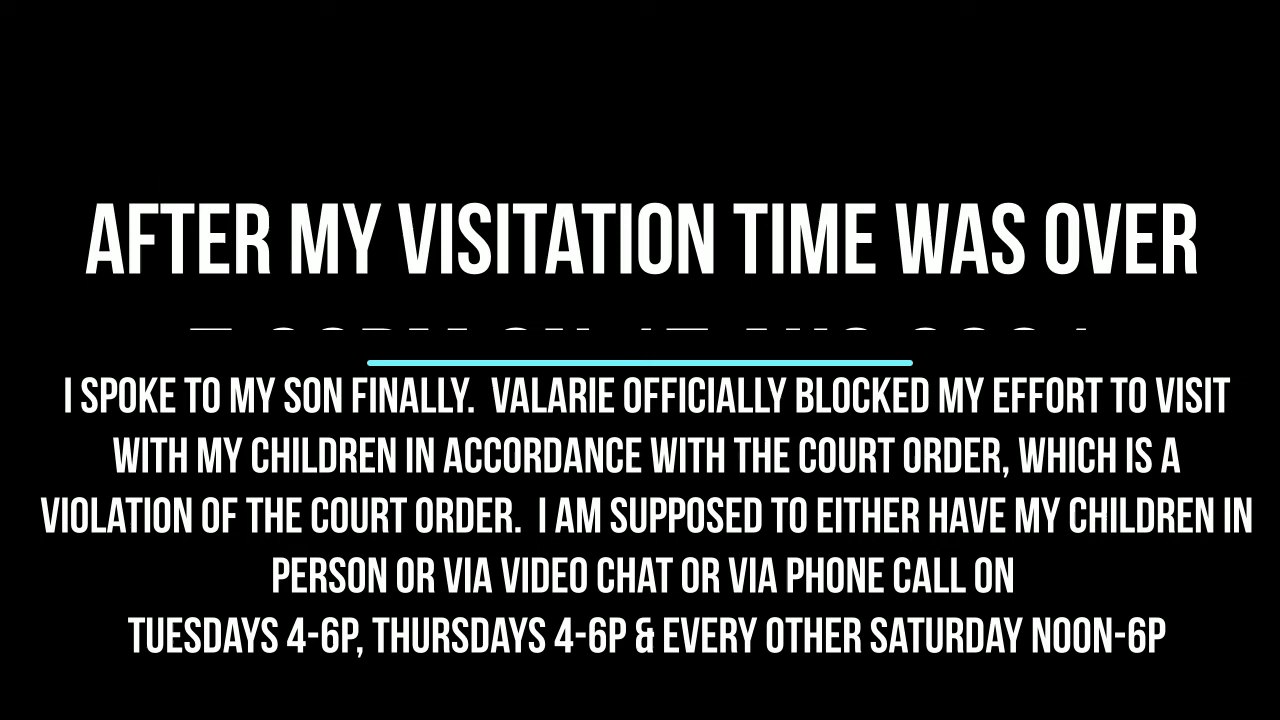 AFTER MY VISITATION TIME WAS OVER
I SPOKE TO MY SON FINALLY.  VALARIE OFFICIALLY BLOCKED MY EFFORT TO VISIT
WITH MY CHILDREN IN ACCORDANCE WITH THE COURT ORDER, WHICH IS A
VIOLATION OF THE COURT ORDER.  I AM SUPPOSED TO EITHER HAVE MY CHILDREN IN
PERSON OR VIA VIDEO CHAT OR VIA PHONE CALL ON
TUESDAYS 4-6P, THURSDAYS 4-6P & EVERY OTHER SATURDAY NOON-6P